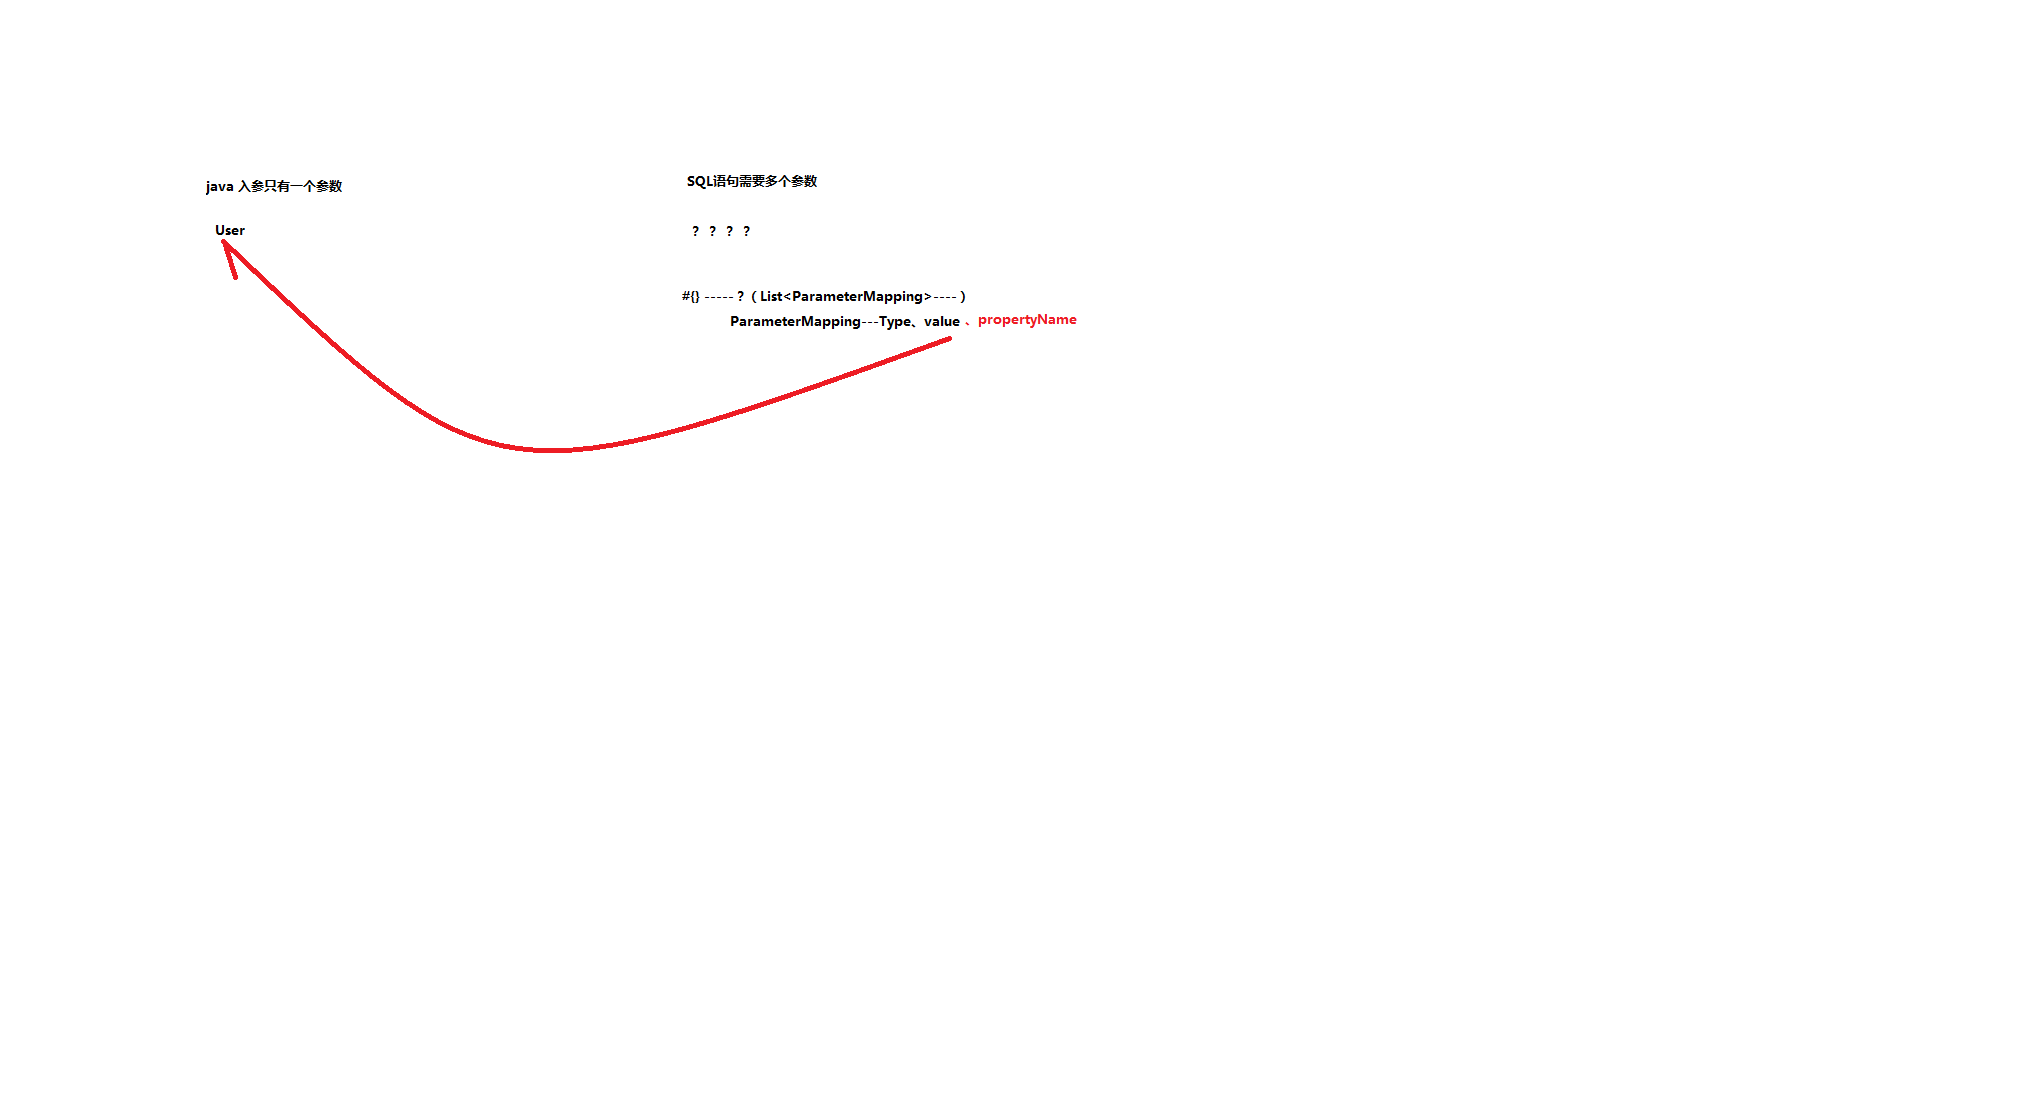 java 入参只有一个参数
User
SQL语句需要多个参数
？ ？ ？ ？
#{} ----- ?（ List<ParameterMapping>---- ）
ParameterMapping---Type、value 、propertyName